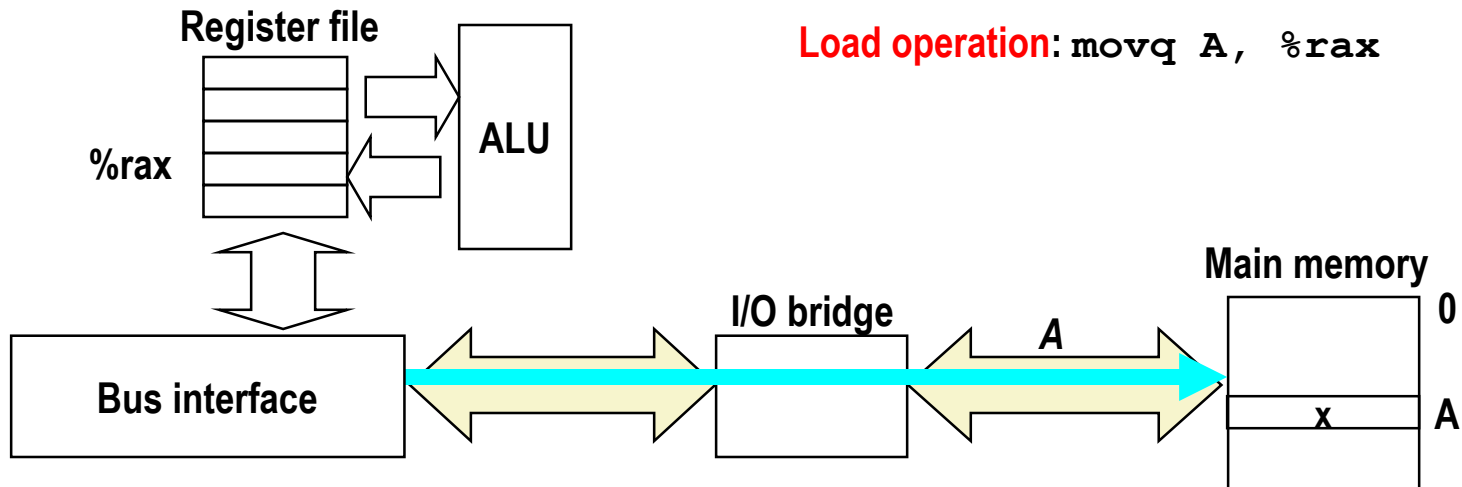 Register file
Load operation: movq A, %rax
ALU
%rax
Main memory
0
I/O bridge
A
Bus interface
x
A